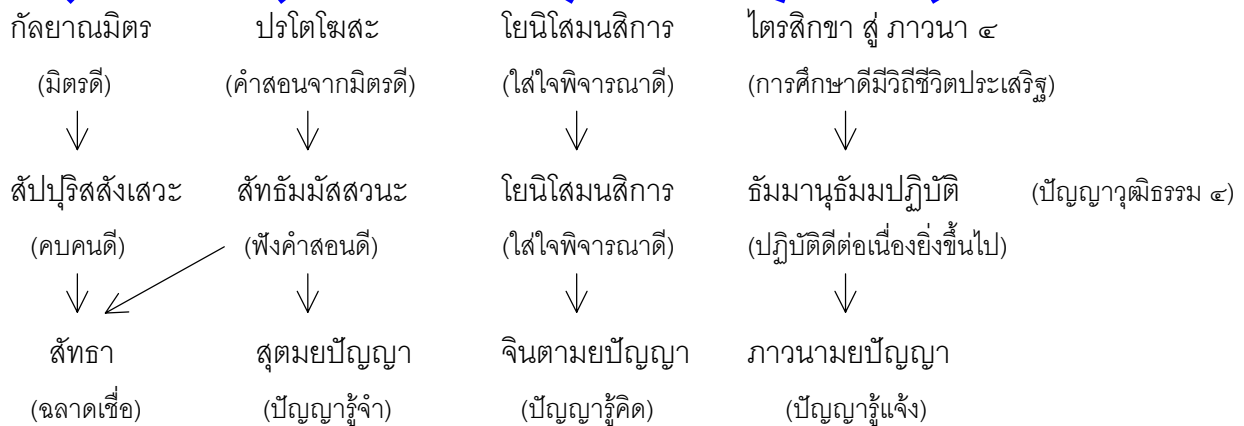 กัลยาณมิตร ปรโตโฆสะ โยนิโสมนสิการ ไตรสิกขา สู่ ภาวนา ๔
(มิตรดี) (คำสอนจากมิตรดี) (ใส่ใจพิจารณาดี) (การศึกษาดีมีวิถีชีวิตประเสริฐ)
สัปปุริสสังเสวะ สัทธัมมัสสวนะ โยนิโสมนสิการ ธัมมานุธัมมปฏิบัติ (ปัญญาวุฒิธรรม ๔)
(คบคนดี) (ฟังคำสอนดี) (ใส่ใจพิจารณาดี) (ปฏิบัติดีต่อเนื่องยิ่งขึ้นไป)
สัทธา สุตมยปัญญา จินตามยปัญญา ภาวนามยปัญญา
(ฉลาดเชื่อ) (ปัญญารู้จำ) (ปัญญารู้คิด) (ปัญญารู้แจ้ง)